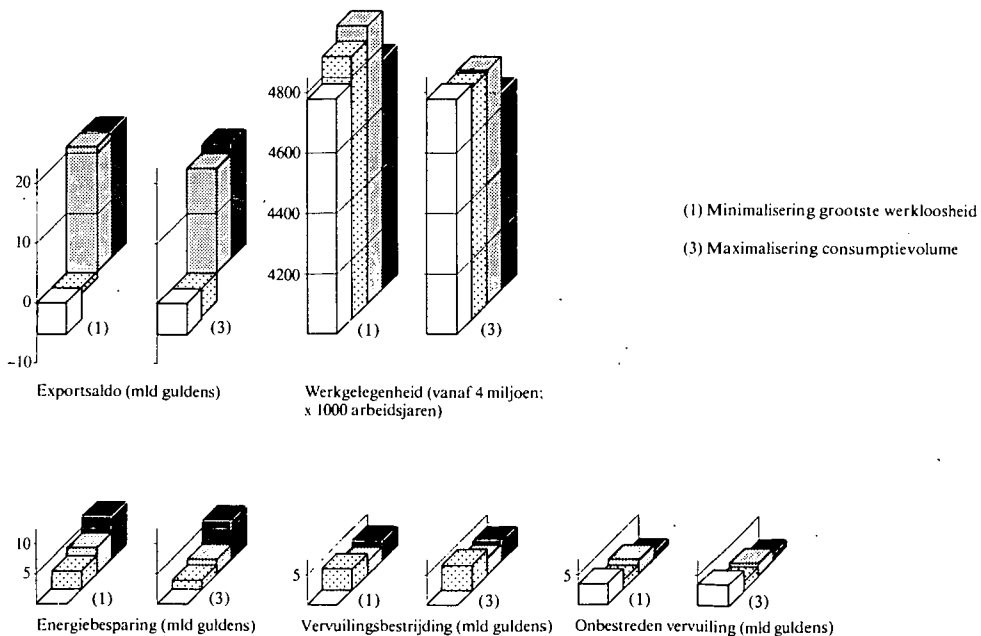 4800
4600
4400
4200
20
10
0
-10
(1)
(3)
(1)
(3)
(1) Minimalisering grootste werkloosheid
(3) Maximalisering consumptievolume
Exportsaldo (mld guldens)
Werkgelegenheid (vanaf 4 miljoen;
x 1000 arbeidsjaren)
10
5
(1)
(3)
Energiebesparing (mld guldens)
5
(1)
(3)
Vervuilingsbestrijding (mld guldens)
5
(1)
(3)
Onbestreden vervuiling (mld guldens)